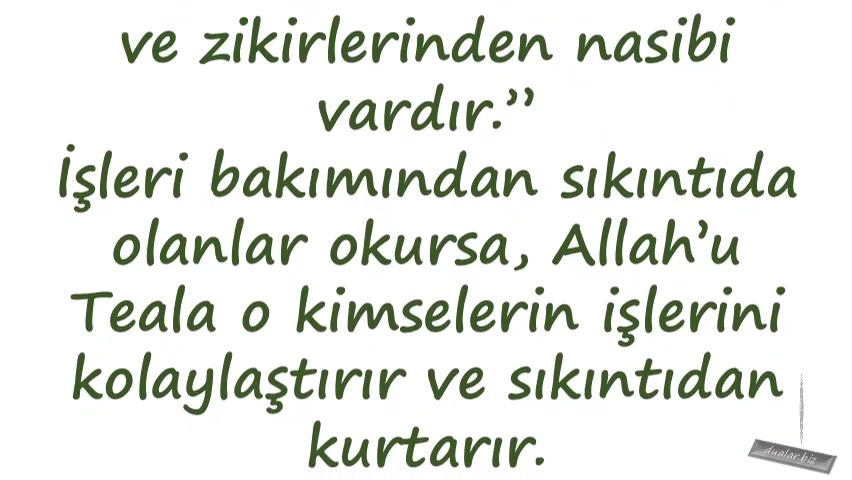 ve zikirlerinden nasibi
vardır.’’
İşleri bakımından sıkıntıda
olanlar okursa, Allah’u
Teala o kimselerin işlerini
kolaylaştırır ve sıkıntıdan
kurtarır.
dualar.biz